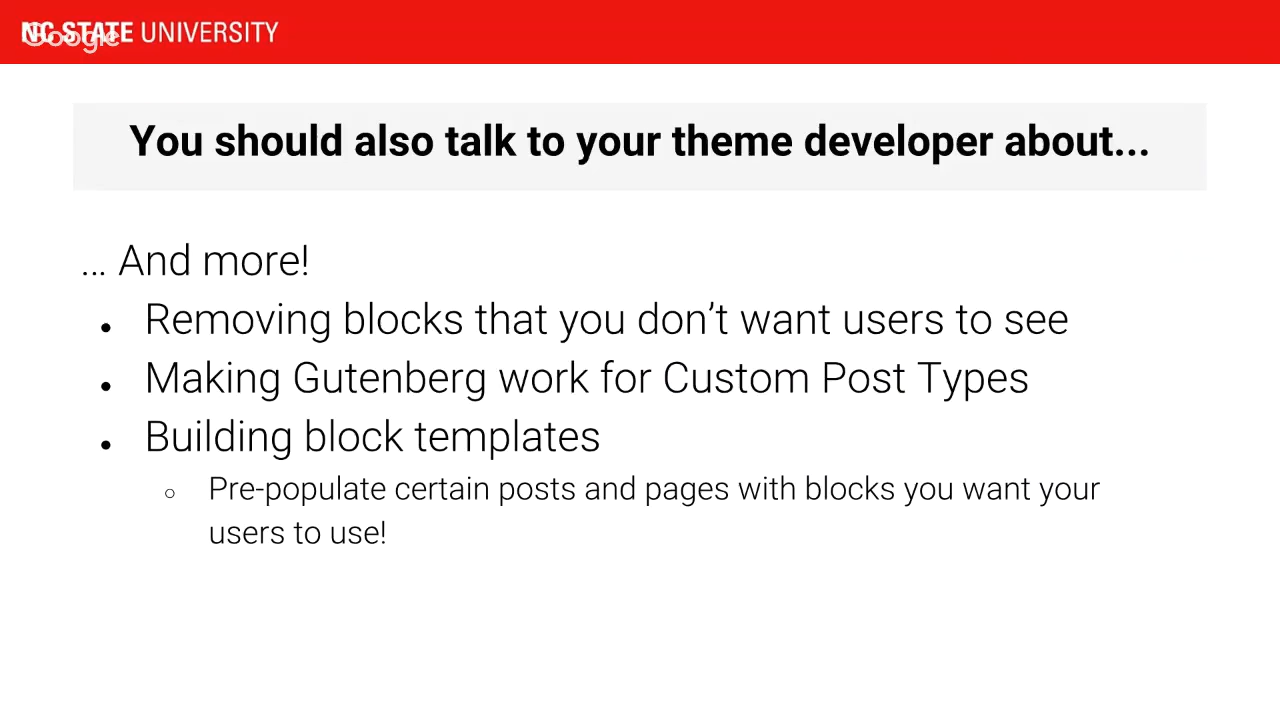 NC STATE UNIVERSITY
Google
You should also talk to your theme developer about...
... And more!
● Removing blocks that you don’t want users to see
● Making Gutenberg work for Custom Post Types
● Building block templates
○ Pre-populate certain posts and pages with blocks you want your
users to use!